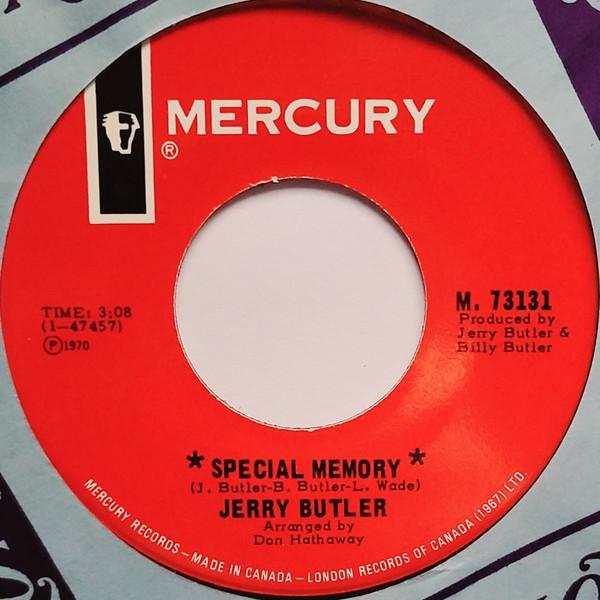 MERCURY
®
TIME: 3:08
(1-47457)
Ⓟ1970
M. 73131
Produced by
Jerry Butler &
Billy Butler
* SPECIAL MEMORY *
(J. Butler-B. Butler-L. Wade)
JERRY BUTLER
Arranged by
Don Hathaway
MERCURY RECORDS – MADE IN CANADA – LONDON RECORDS OF CANADA (1967) LTD.